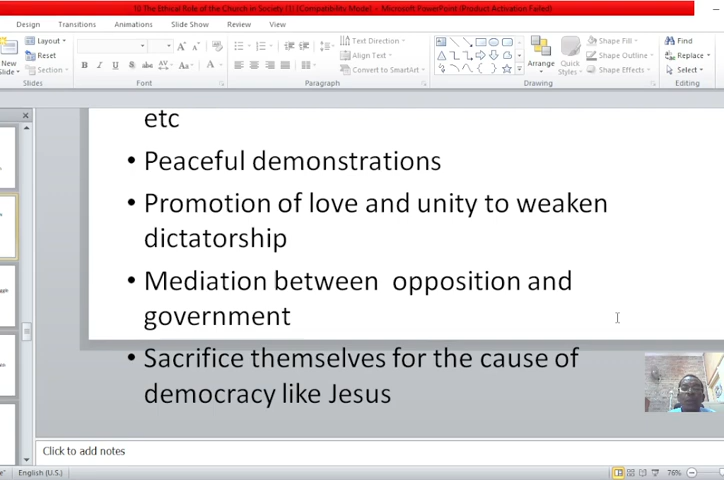 10 The Ethical Role of the Church in Society (1) [Compatibility Mode] - Microsoft PowerPoint (Product Activation Failed)
Design Transitions Animations Slide Show Review View
Layout
Reset
New
Slide
Section
Slides
B I U S abc AV Aa A
Font
Text Direction
Align Text
Convert to SmartArt
Paragraph
Arrange
Quick
Styles
Shape Fill
Shape Outline
Shape Effects
Drawing
Find
Replace
Select
Editing
etc
• Peaceful demonstrations
• Promotion of love and unity to weaken
dictatorship
• Mediation between opposition and
government
• Sacrifice themselves for the cause of
democracy like Jesus
Click to add notes
English (U.S.)
76%